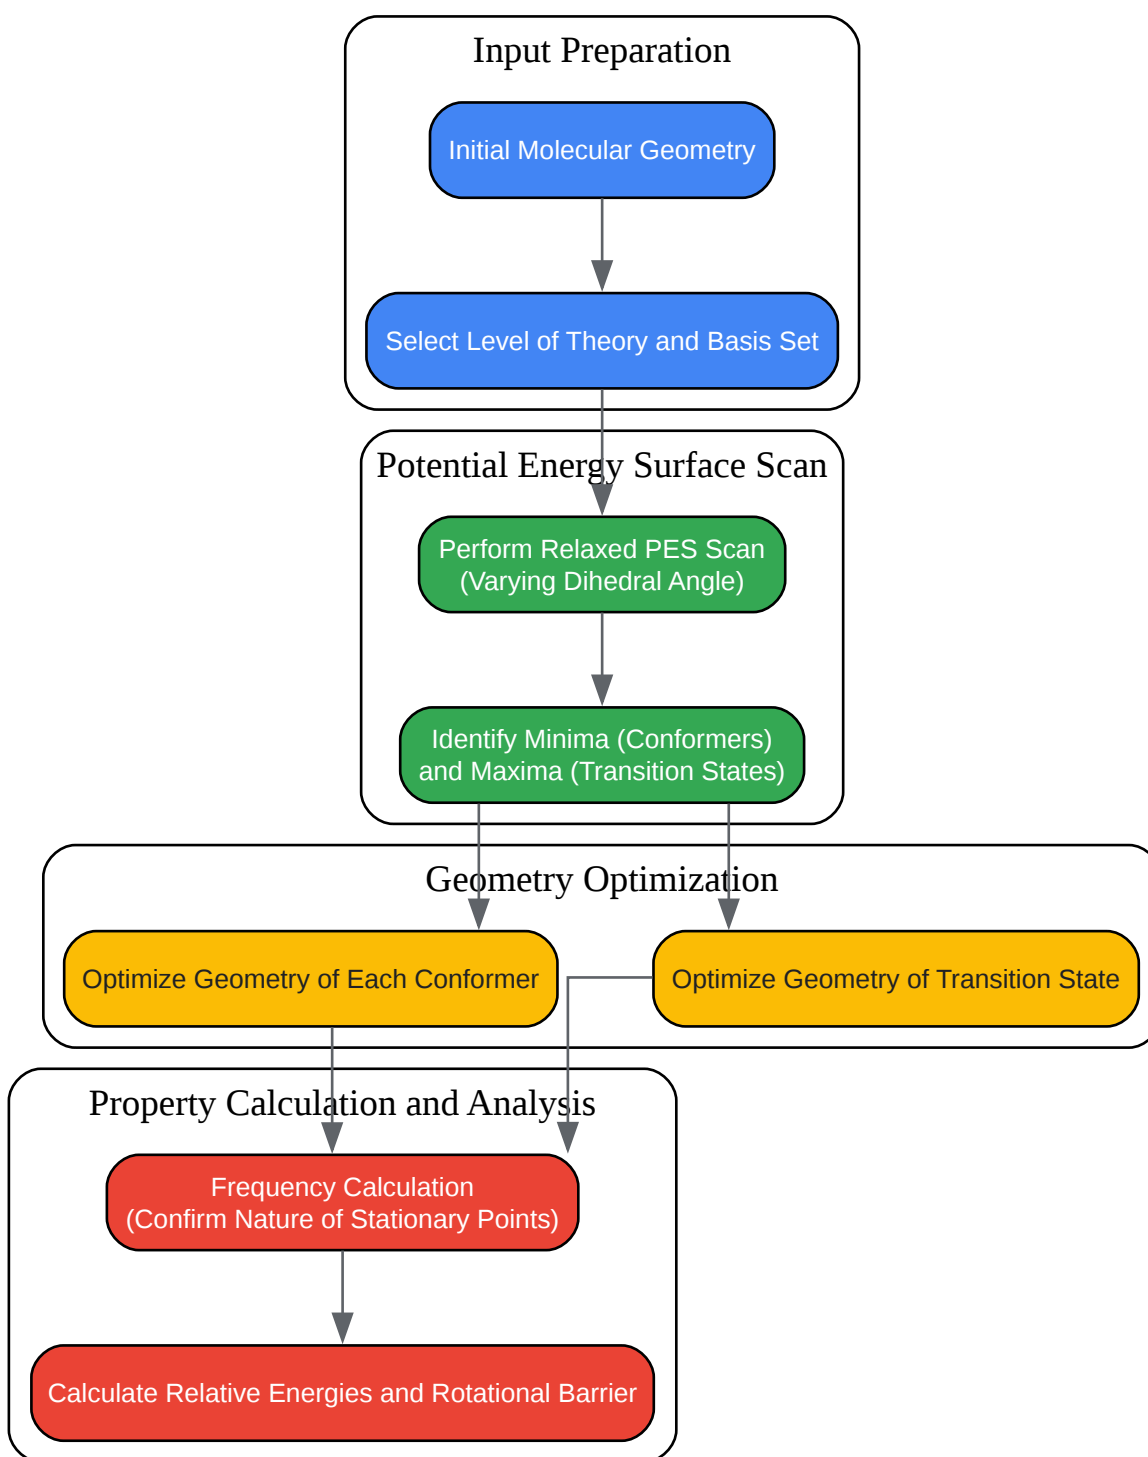 Input Preparation
Initial Molecular Geometry
Select Level of Theory and Basis Set
Potential Energy Surface Scan
Perform Relaxed PES Scan
(Varying Dihedral Angle)
Identify Minima (Conformers)
and Maxima (Transition States)
Geometry Optimization
Optimize Geometry of Each Conformer
Optimize Geometry of Transition State
Property Calculation and Analysis
Frequency Calculation
(Confirm Nature of Stationary Points)
Calculate Relative Energies and Rotational Barrier